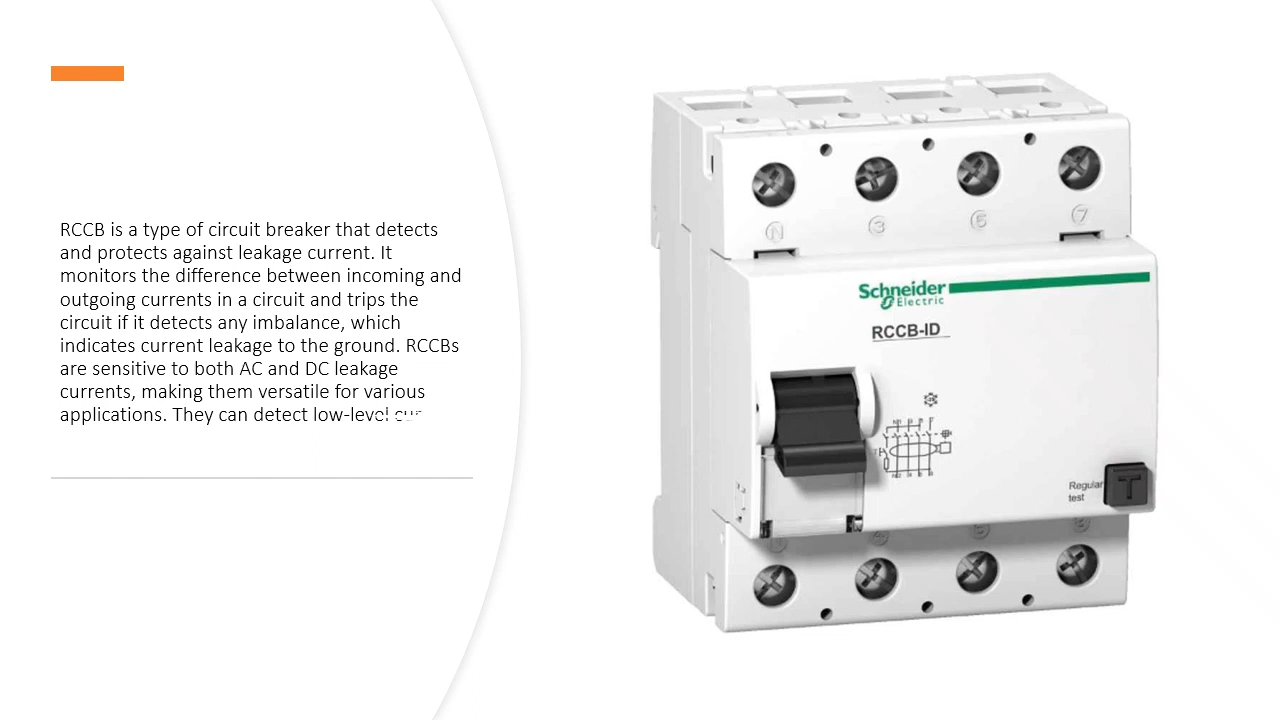 RCCB is a type of circuit breaker that detects
and protects against leakage current. It
monitors the difference between incoming and
outgoing currents in a circuit and trips the
circuit if it detects any imbalance, which
indicates current leakage to the ground. RCCBs
are sensitive to both AC and DC leakage
currents, making them versatile for various
applications. They can detect low-level
N 3 5 7
Schneider
Electric
RCCB-ID
Regular
test
T